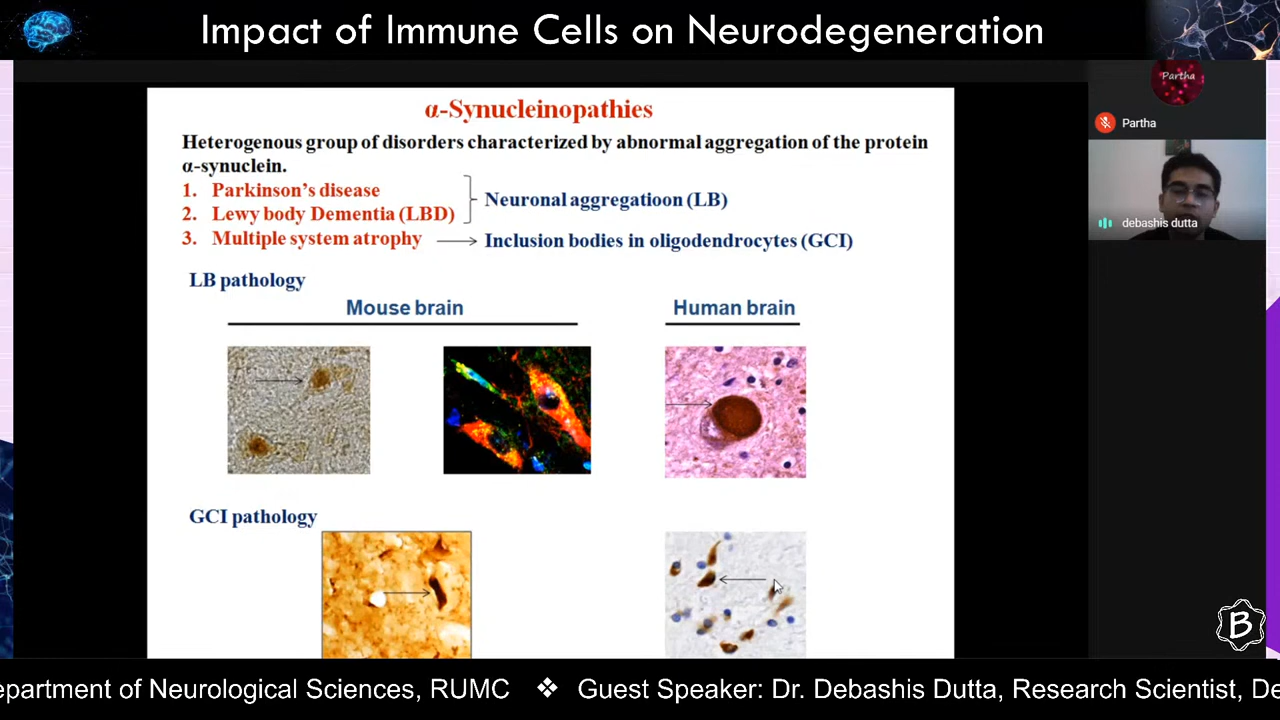 Impact of Immune Cells on Neurodegeneration
α-Synucleinopathies
Heterogenous group of disorders characterized by abnormal aggregation of the protein
α-synuclein.
1. Parkinson's disease
2. Lewy body Dementia (LBD)
Neuronal aggregatioon (LB)
3. Multiple system atrophy
Inclusion bodies in oligodendrocytes (GCI)
LB pathology
Mouse brain
Human brain
GCI pathology
Partha
Partha
debashis dutta
B
epartment of Neurological Sciences, RUMC ❖ Guest Speaker: Dr. Debashis Dutta, Research Scientist, De